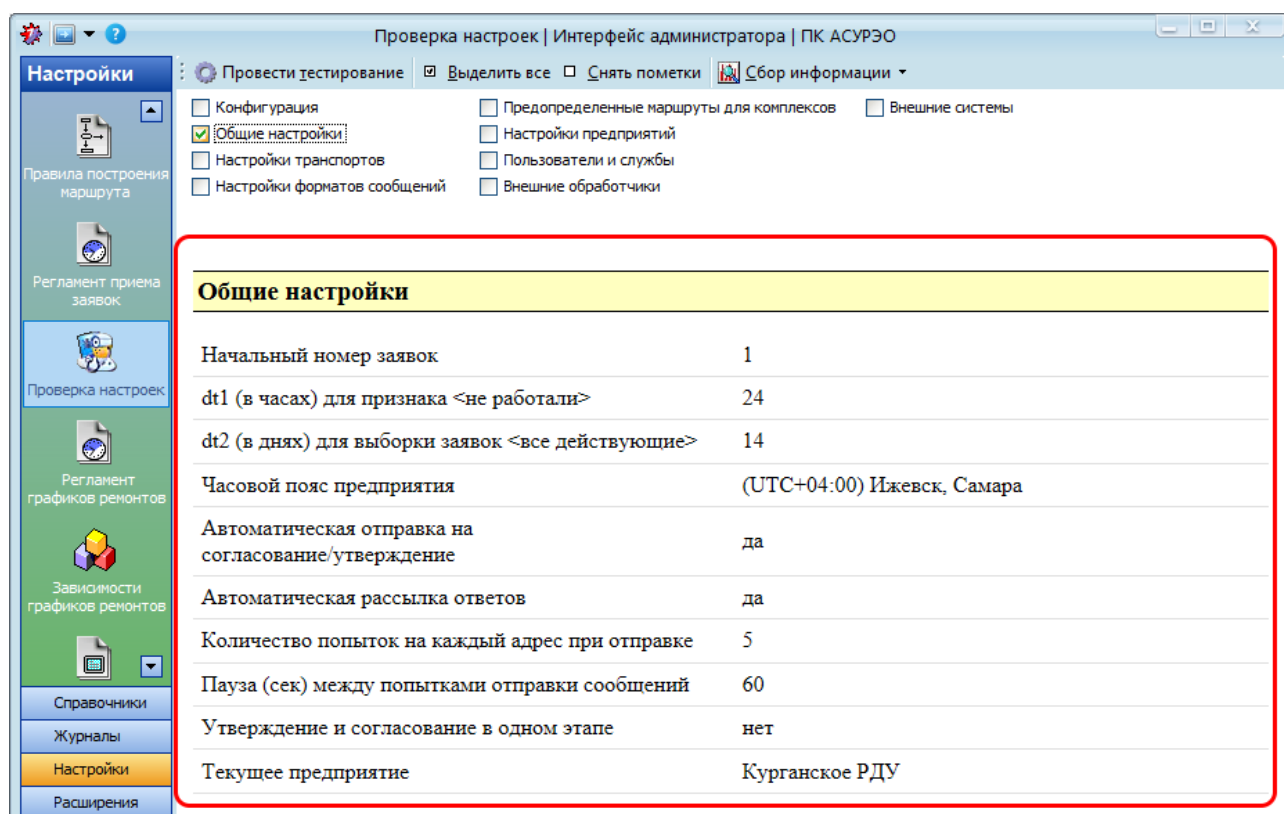 Проверка настроек | Интерфейс администратора | ПК АСУРЭО
Настройки
Провести тестирование Выделить все Снять пометки Сбор информации
Конфигурация Предопределенные маршруты для комплексов Внешние системы
Общие настройки Настройки предприятий
Настройки транспортов Пользователи и службы
Настройки форматов сообщений Внешние обработчики
Правила построения
маршрута
Регламент приема
заявок
Проверка настроек
Регламент
графиков ремонтов
Зависимости
графиков ремонтов
Справочники
Журналы
Настройки
Расширения
Общие настройки
Начальный номер заявок 1
dt1 (в часах) для признака <не работали> 24
dt2 (в днях) для выборки заявок <все действующие> 14
Часовой пояс предприятия (UTC+04:00) Ижевск, Самара
Автоматическая отправка на
согласование/утверждение да
Автоматическая рассылка ответов да
Количество попыток на каждый адрес при отправке 5
Пауза (сек) между попытками отправки сообщений 60
Утверждение и согласование в одном этапе нет
Текущее предприятие Курганское РДУ